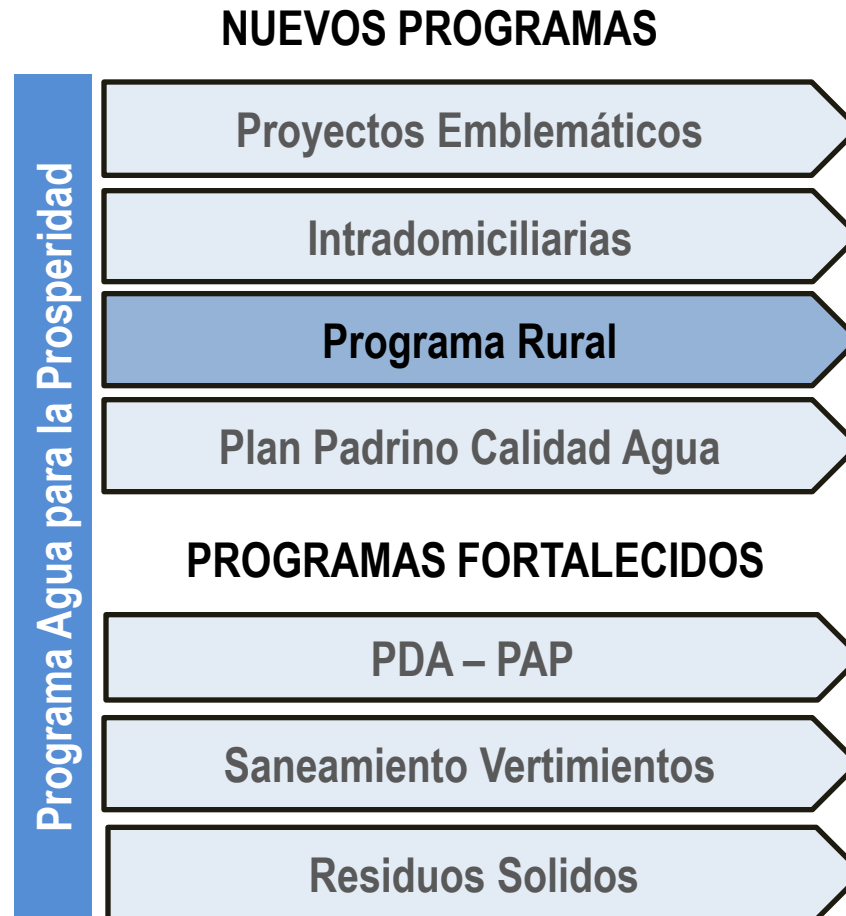 NUEVOS PROGRAMAS
Programa Agua para la Prosperidad
Proyectos Emblemáticos
Intradomiciliarias
Programa Rural
Plan Padrino Calidad Agua
PROGRAMAS FORTALECIDOS
PDA – PAP
Saneamiento Vertimientos
Residuos Solidos